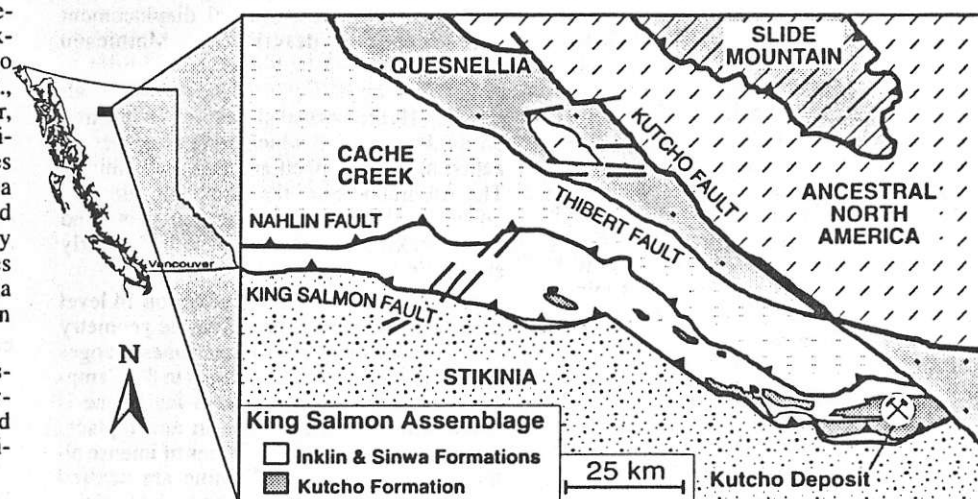 QUESNELLIA
SLIDE
MOUNTAIN
KUTCHO FAULT
CACHE
CREEK
THIBERT FAULT
ANCESTRAL
NORTH
AMERICA
NAHLIN FAULT
Vancouver
KING SALMON FAULT
N
STIKINIA
King Salmon Assemblage
Inklin & Sinwa Formations
Kutcho Formation
25 km
Kutcho Deposit